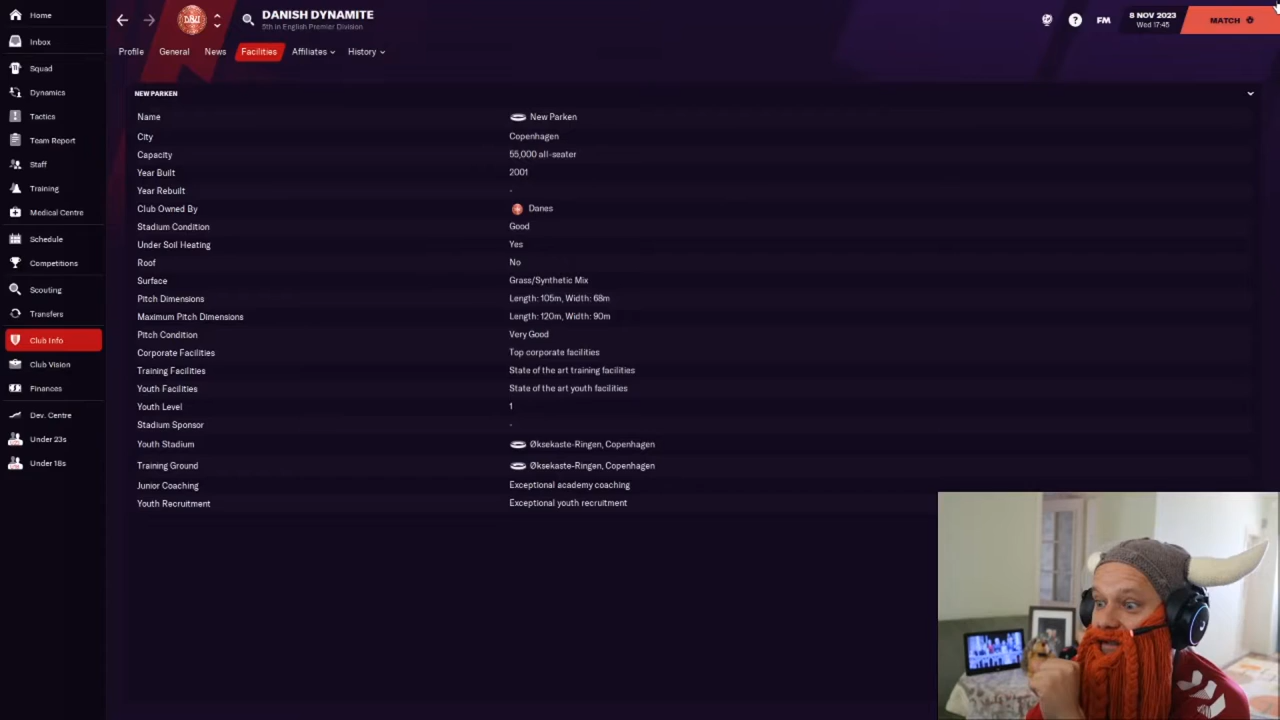 Home
Inbox
Squad
Dynamics
Tactics
Team Report
Staff
Training
Medical Centre
Schedule
Competitions
Scouting
Transfers
Club Info
Club Vision
Finances
Dev. Centre
Under 23s
Under 18s
DBU
DANISH DYNAMITE
5th in English Premier Division
FM
8 NOV 2023
Wed 17:45
MATCH
Profile General News Facilities Affiliates History
NEW PARKEN
Name New Parken
City Copenhagen
Capacity 55,000 all-seater
Year Built 2001
Year Rebuilt -
Club Owned By Danes
Stadium Condition Good
Under Soil Heating Yes
Roof No
Surface Grass/Synthetic Mix
Pitch Dimensions Length: 105m, Width: 68m
Maximum Pitch Dimensions Length: 120m, Width: 90m
Pitch Condition Very Good
Corporate Facilities Top corporate facilities
Training Facilities State of the art training facilities
Youth Facilities State of the art youth facilities
Youth Level 1
Stadium Sponsor -
Youth Stadium Øksekaste-Ringen, Copenhagen
Training Ground Øksekaste-Ringen, Copenhagen
Junior Coaching Exceptional academy coaching
Youth Recruitment Exceptional youth recruitment